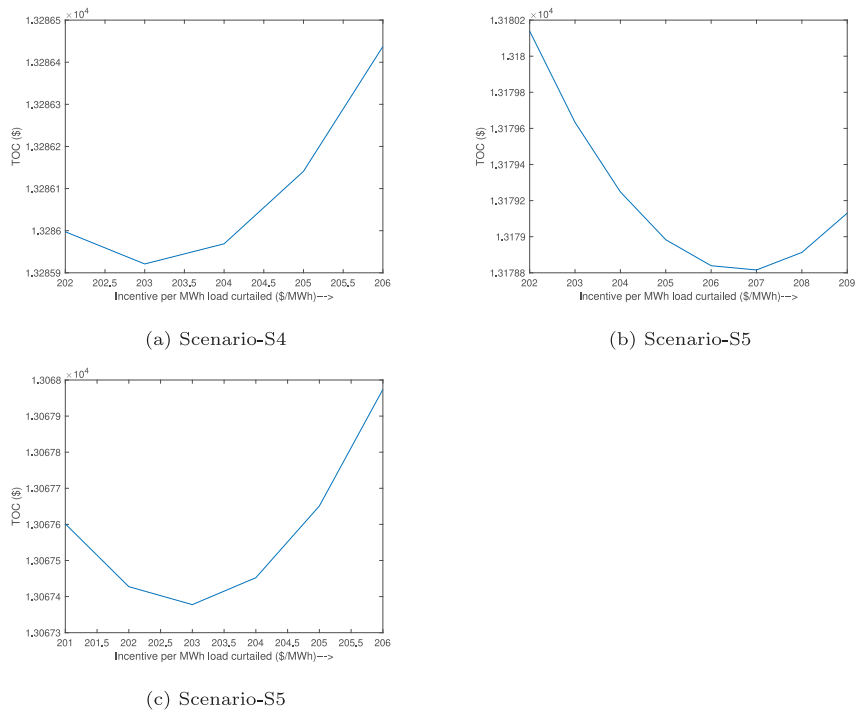 ×10⁴
1.32865
1.32864
1.32863
1.32862
1.32861
1.3286
1.32859
TOC ($)
202 202.5 203 203.5 204 204.5 205 205.5 206
Incentive per MWh load curtailed ($/MWh)--->
(a) Scenario-S4
×10⁴
1.31802
1.318
1.31798
1.31796
1.31794
1.31792
1.3179
1.31788
TOC ($)
202 203 204 205 206 207 208 209
Incentive per MWh load curtailed ($/MWh)--->
(b) Scenario-S5
×10⁴
1.3068
1.30679
1.30678
1.30677
1.30676
1.30675
1.30674
1.30673
TOC ($)
201 201.5 202 202.5 203 203.5 204 204.5 205 205.5 206
Incentive per MWh load curtailed ($/MWh)--->
(c) Scenario-S5